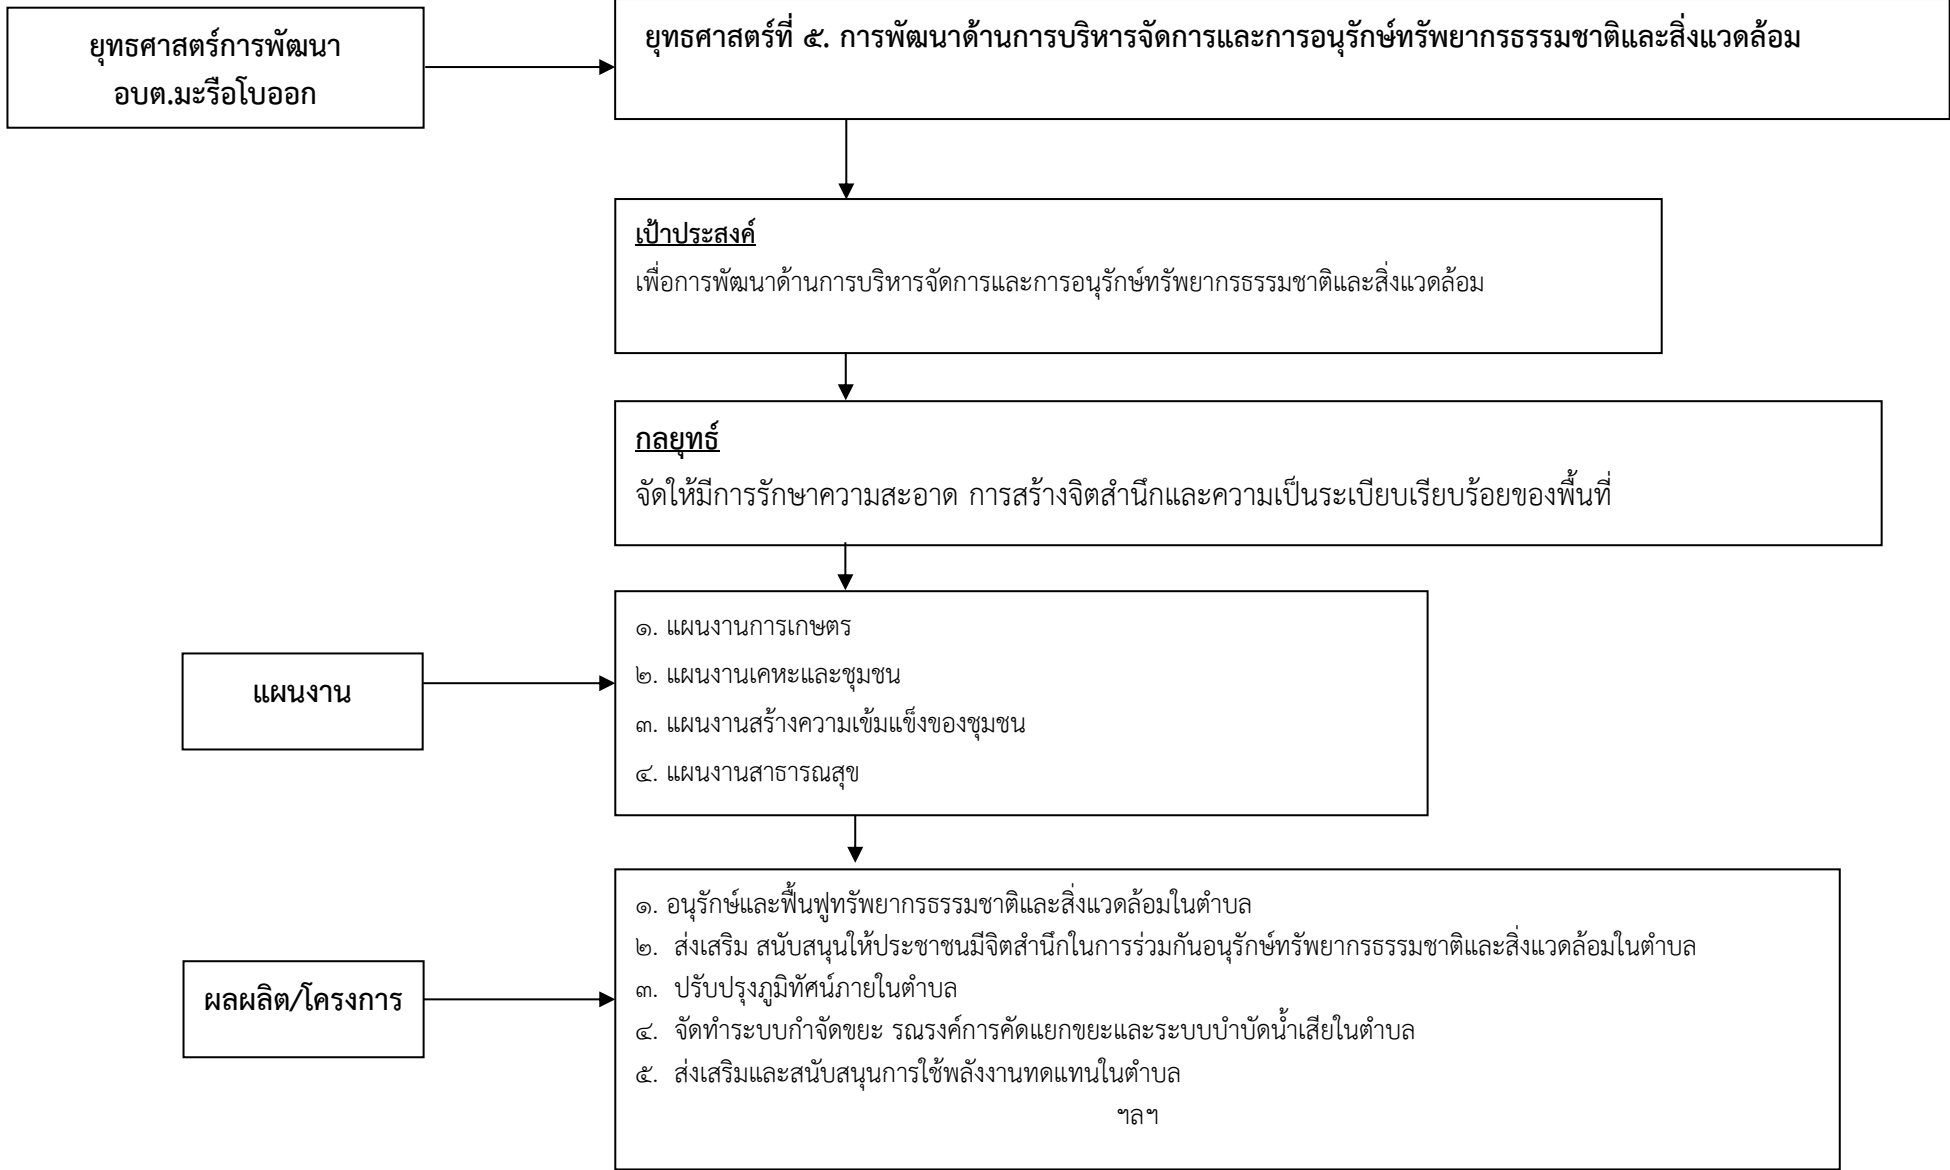 ยุทธศาสตร์การพัฒนา
อบต.มะรือโบออก
ยุทธศาสตร์ที่ ๕. การพัฒนาด้านการบริหารจัดการและการอนุรักษ์ทรัพยากรธรรมชาติและสิ่งแวดล้อม
เป้าประสงค์
เพื่อการพัฒนาด้านการบริหารจัดการและการอนุรักษ์ทรัพยากรธรรมชาติและสิ่งแวดล้อม
กลยุทธ์
จัดให้มีการรักษาความสะอาด การสร้างจิตสำนึกและความเป็นระเบียบเรียบร้อยของพื้นที่
แผนงาน
๑. แผนงานการเกษตร
๒. แผนงานเคหะและชุมชน
๓. แผนงานสร้างความเข้มแข็งของชุมชน
๔. แผนงานสาธารณสุข
ผลผลิต/โครงการ
๑. อนุรักษ์และฟื้นฟูทรัพยากรธรรมชาติและสิ่งแวดล้อมในตำบล
๒. ส่งเสริม สนับสนุนให้ประชาชนมีจิตสำนึกในการร่วมกันอนุรักษ์ทรัพยากรธรรมชาติและสิ่งแวดล้อมในตำบล
๓. ปรับปรุงภูมิทัศน์ภายในตำบล
๔. จัดทำระบบกำจัดขยะ รณรงค์การคัดแยกขยะและระบบบำบัดน้ำเสียในตำบล
๕. ส่งเสริมและสนับสนุนการใช้พลังงานทดแทนในตำบล
ฯลฯ